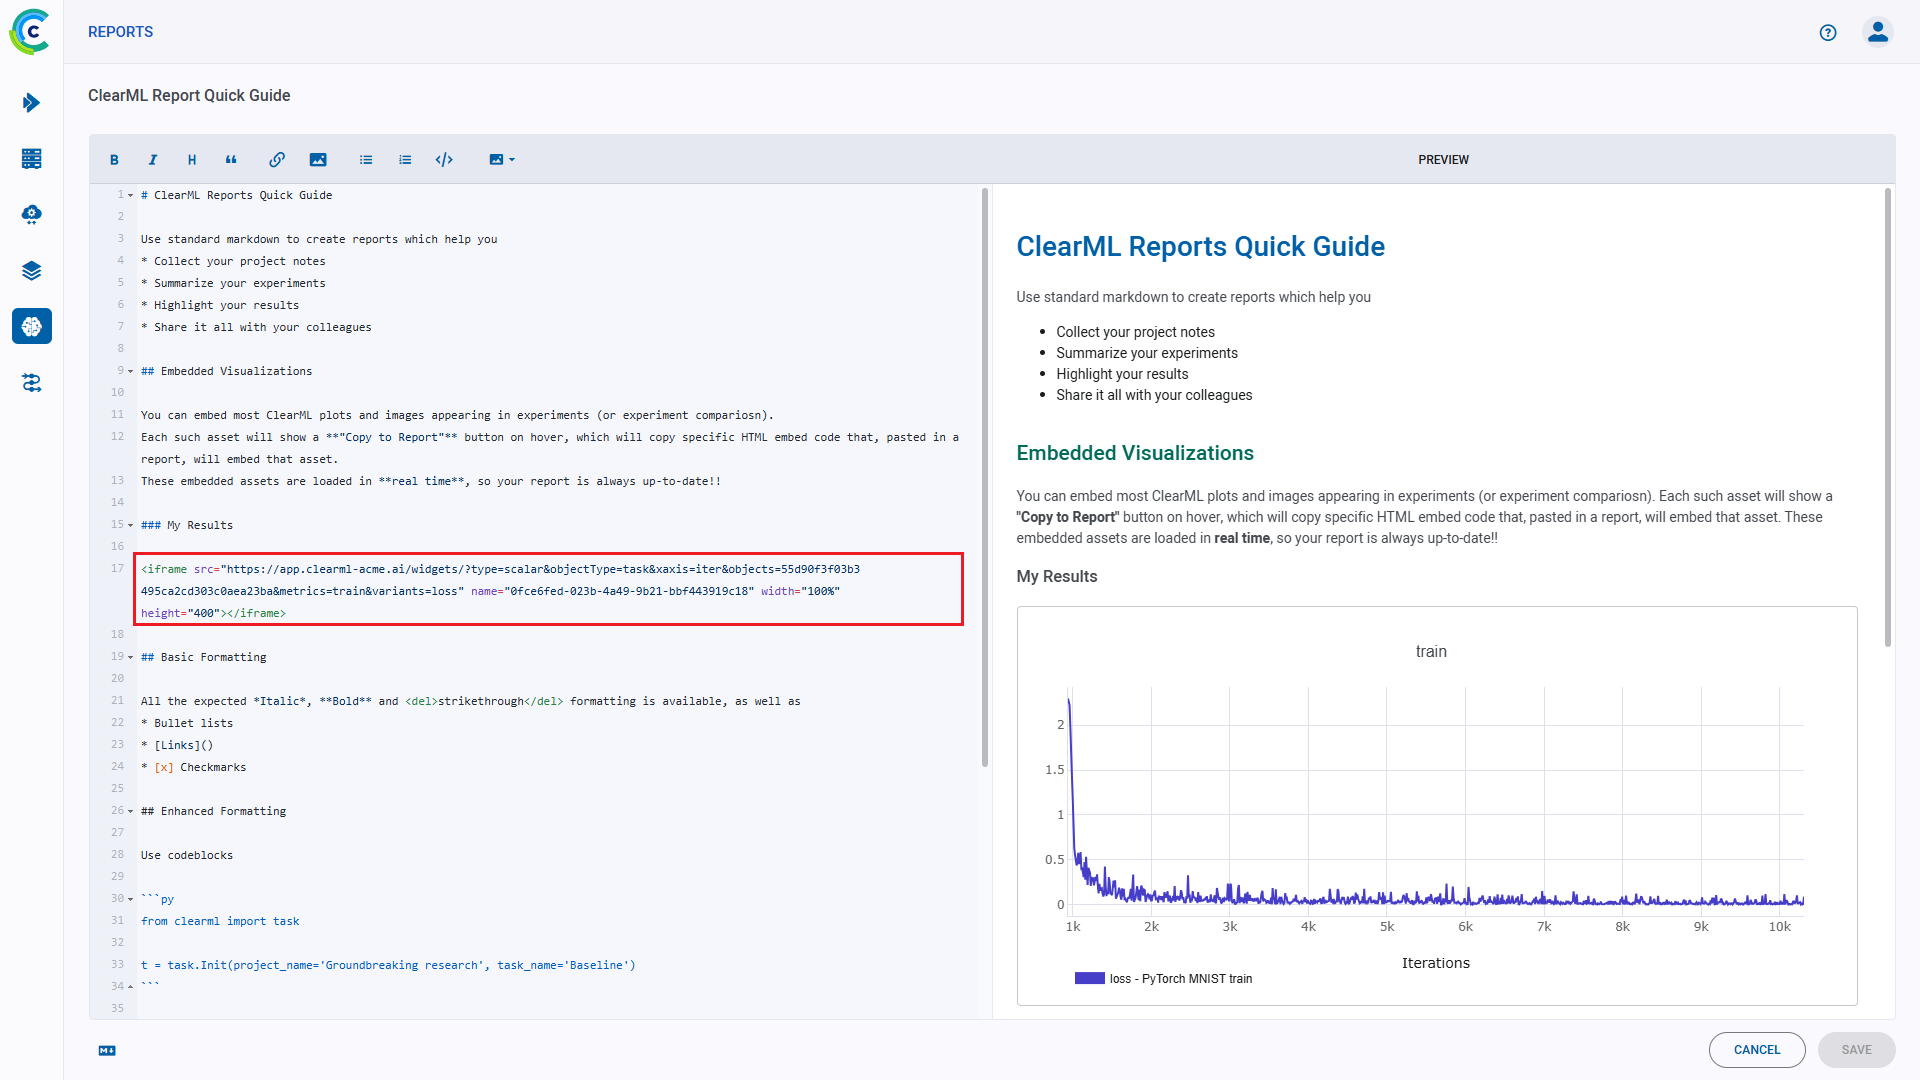 REPORTS
ClearML Report Quick Guide
PREVIEW
1 # ClearML Reports Quick Guide
2
3 Use standard markdown to create reports which help you
4 * Collect your project notes
5 * Summarize your experiments
6 * Highlight your results
7 * Share it all with your colleagues
8
9 ## Embedded Visualizations
10
11 You can embed most ClearML plots and images appearing in experiments (or experiment compariosn).
12 Each such asset will show a **"Copy to Report"** button on hover, which will copy specific HTML embed code that, pasted in a
report, will embed that asset.
13 These embedded assets are loaded in **real time**, so your report is always up-to-date!!
14
15 ### My Results
16
17 <iframe src="https://app.clearml-acme.ai/widgets/?type=scalar&objectType=task&xaxis=iter&objects=55d90f3f03b3
495ca2cd303c0aea23ba&metrics=train&variants=loss" name="0fce6fed-023b-4a49-9b21-bbf443919c18" width="100%"
height="400"></iframe>
18
19 ## Basic Formatting
20
21 All the expected *Italic*, **Bold** and <del>strikethrough</del> formatting is available, as well as
22 * Bullet lists
23 * [Links]()
24 * [x] Checkmarks
25
26 ## Enhanced Formatting
27
28 Use codeblocks
29
30 ```py
31 from clearml import task
32
33 t = task.Init(project_name='Groundbreaking research', task_name='Baseline')
34 ```
35
ClearML Reports Quick Guide
Use standard markdown to create reports which help you
• Collect your project notes
• Summarize your experiments
• Highlight your results
• Share it all with your colleagues
Embedded Visualizations
You can embed most ClearML plots and images appearing in experiments (or experiment compariosn). Each such asset will show a
"Copy to Report" button on hover, which will copy specific HTML embed code that, pasted in a report, will embed that asset. These
embedded assets are loaded in real time, so your report is always up-to-date!!
My Results
train
2
1.5
1
0.5
0
1k 2k 3k 4k 5k 6k 7k 8k 9k 10k
Iterations
loss - PyTorch MNIST train
CANCEL SAVE